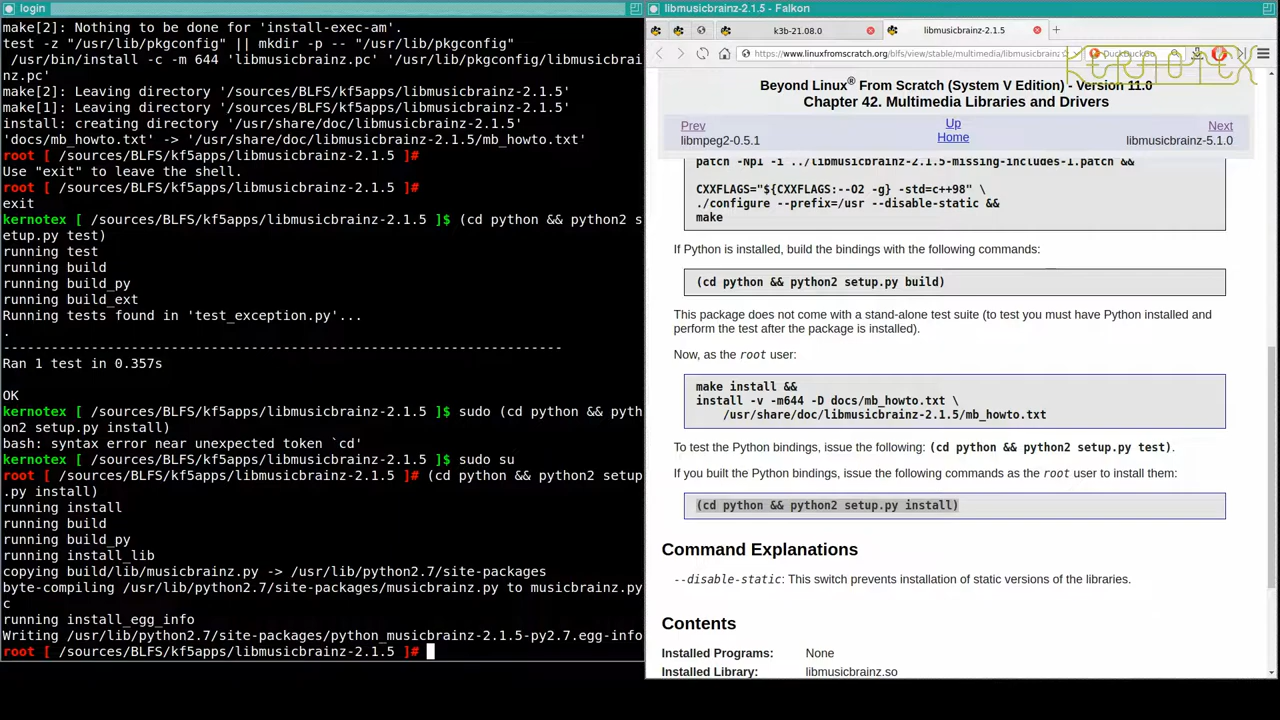 login
make[2]: Nothing to be done for 'install-exec-am'.
test -z "/usr/lib/pkgconfig" || mkdir -p -- "/usr/lib/pkgconfig"
 /usr/bin/install -c -m 644 'libmusicbrainz.pc' '/usr/lib/pkgconfig/libmusicbrai
nz.pc'
make[2]: Leaving directory '/sources/BLFS/kf5apps/libmusicbrainz-2.1.5'
make[1]: Leaving directory '/sources/BLFS/kf5apps/libmusicbrainz-2.1.5'
install: creating directory '/usr/share/doc/libmusicbrainz-2.1.5'
'docs/mb_howto.txt' -> '/usr/share/doc/libmusicbrainz-2.1.5/mb_howto.txt'
root [ /sources/BLFS/kf5apps/libmusicbrainz-2.1.5 ]#
Use "exit" to leave the shell.
root [ /sources/BLFS/kf5apps/libmusicbrainz-2.1.5 ]#
exit
kernotex [ /sources/BLFS/kf5apps/libmusicbrainz-2.1.5 ]$ (cd python && python2 s
etup.py test)
running test
running build
running build_py
running build_ext
Running tests found in 'test_exception.py'...
.
----------------------------------------------------------------------
Ran 1 test in 0.357s
OK
kernotex [ /sources/BLFS/kf5apps/libmusicbrainz-2.1.5 ]$ sudo (cd python && pyth
on2 setup.py install)
bash: syntax error near unexpected token `cd'
kernotex [ /sources/BLFS/kf5apps/libmusicbrainz-2.1.5 ]$ sudo su
root [ /sources/BLFS/kf5apps/libmusicbrainz-2.1.5 ]# (cd python && python2 setup
.py install)
running install
running build
running build_py
running install_lib
copying build/lib/musicbrainz.py -> /usr/lib/python2.7/site-packages
byte-compiling /usr/lib/python2.7/site-packages/musicbrainz.py to musicbrainz.py
c
running install_egg_info
Writing /usr/lib/python2.7/site-packages/python_musicbrainz-2.1.5-py2.7.egg-info
root [ /sources/BLFS/kf5apps/libmusicbrainz-2.1.5 ]#
libmusicbrainz-2.1.5 - Falkon
k3b-21.08.0
libmusicbrainz-2.1.5
https://www.linuxfromscratch.org/blfs/view/stable/multimedia/libmusicbrainz
KERNOTEX
Beyond Linux® From Scratch (System V Edition) - Version 11.0
Chapter 42. Multimedia Libraries and Drivers
Prev
Up
Next
libmpeg2-0.5.1
Home
libmusicbrainz-5.1.0
patch -Np1 -i ../libmusicbrainz-2.1.5-missing-includes-1.patch &&
CXXFLAGS="${CXXFLAGS:--O2 -g} -std=c++98" \
./configure --prefix=/usr --disable-static &&
make
If Python is installed, build the bindings with the following commands:
(cd python && python2 setup.py build)
This package does not come with a stand-alone test suite (to test you must have Python installed and
perform the test after the package is installed).
Now, as the root user:
make install &&
install -v -m644 -D docs/mb_howto.txt \
/usr/share/doc/libmusicbrainz-2.1.5/mb_howto.txt
To test the Python bindings, issue the following: (cd python && python2 setup.py test).
If you built the Python bindings, issue the following commands as the root user to install them:
(cd python && python2 setup.py install)
Command Explanations
--disable-static: This switch prevents installation of static versions of the libraries.
Contents
Installed Programs: None
Installed Library: libmusicbrainz.so